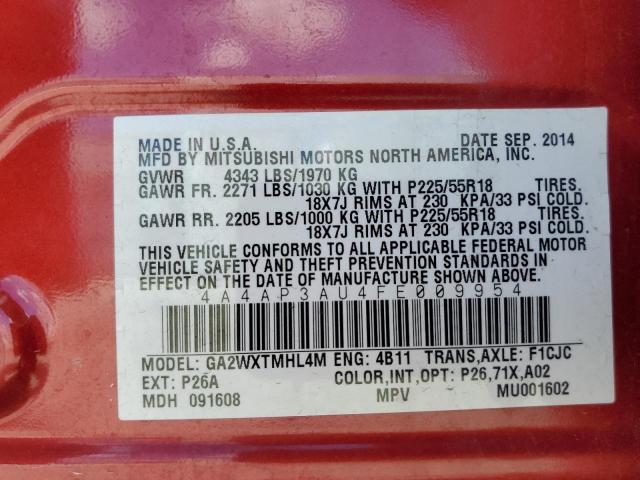 MADE IN U.S.A. DATE SEP. 2014
MFD BY MITSUBISHI MOTORS NORTH AMERICA, INC.
GVWR 4343 LBS/1970 KG
GAWR FR. 2271 LBS/1030 KG WITH P225/55R18 TIRES.
18X7J RIMS AT 230 KPA/33 PSI COLD.
GAWR RR. 2205 LBS/1000 KG WITH P225/55R18 TIRES.
18X7J RIMS AT 230 KPA/33 PSI COLD.
THIS VEHICLE CONFORMS TO ALL APPLICABLE FEDERAL MOTOR
VEHICLE SAFETY AND THEFT PREVENTION STANDARDS IN
EFFECT ON THE DATE OF MANUFACTURE SHOWN ABOVE.
4A4AP3AU4FE009954
MODEL: GA2WXTMHL4M ENG: 4B11 TRANS,AXLE: F1CJC
EXT: P26A COLOR,INT,OPT: P26,71X,A02
MDH 091608 MPV MU001602